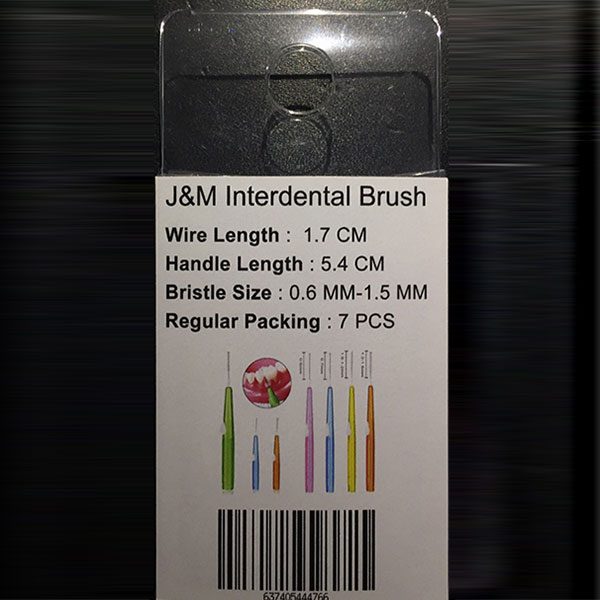 J&M Interdental Brush
Wire Length : 1.7 CM
Handle Length : 5.4 CM
Bristle Size : 0.6 MM-1.5 MM
Regular Packing : 7 PCS
637405444766